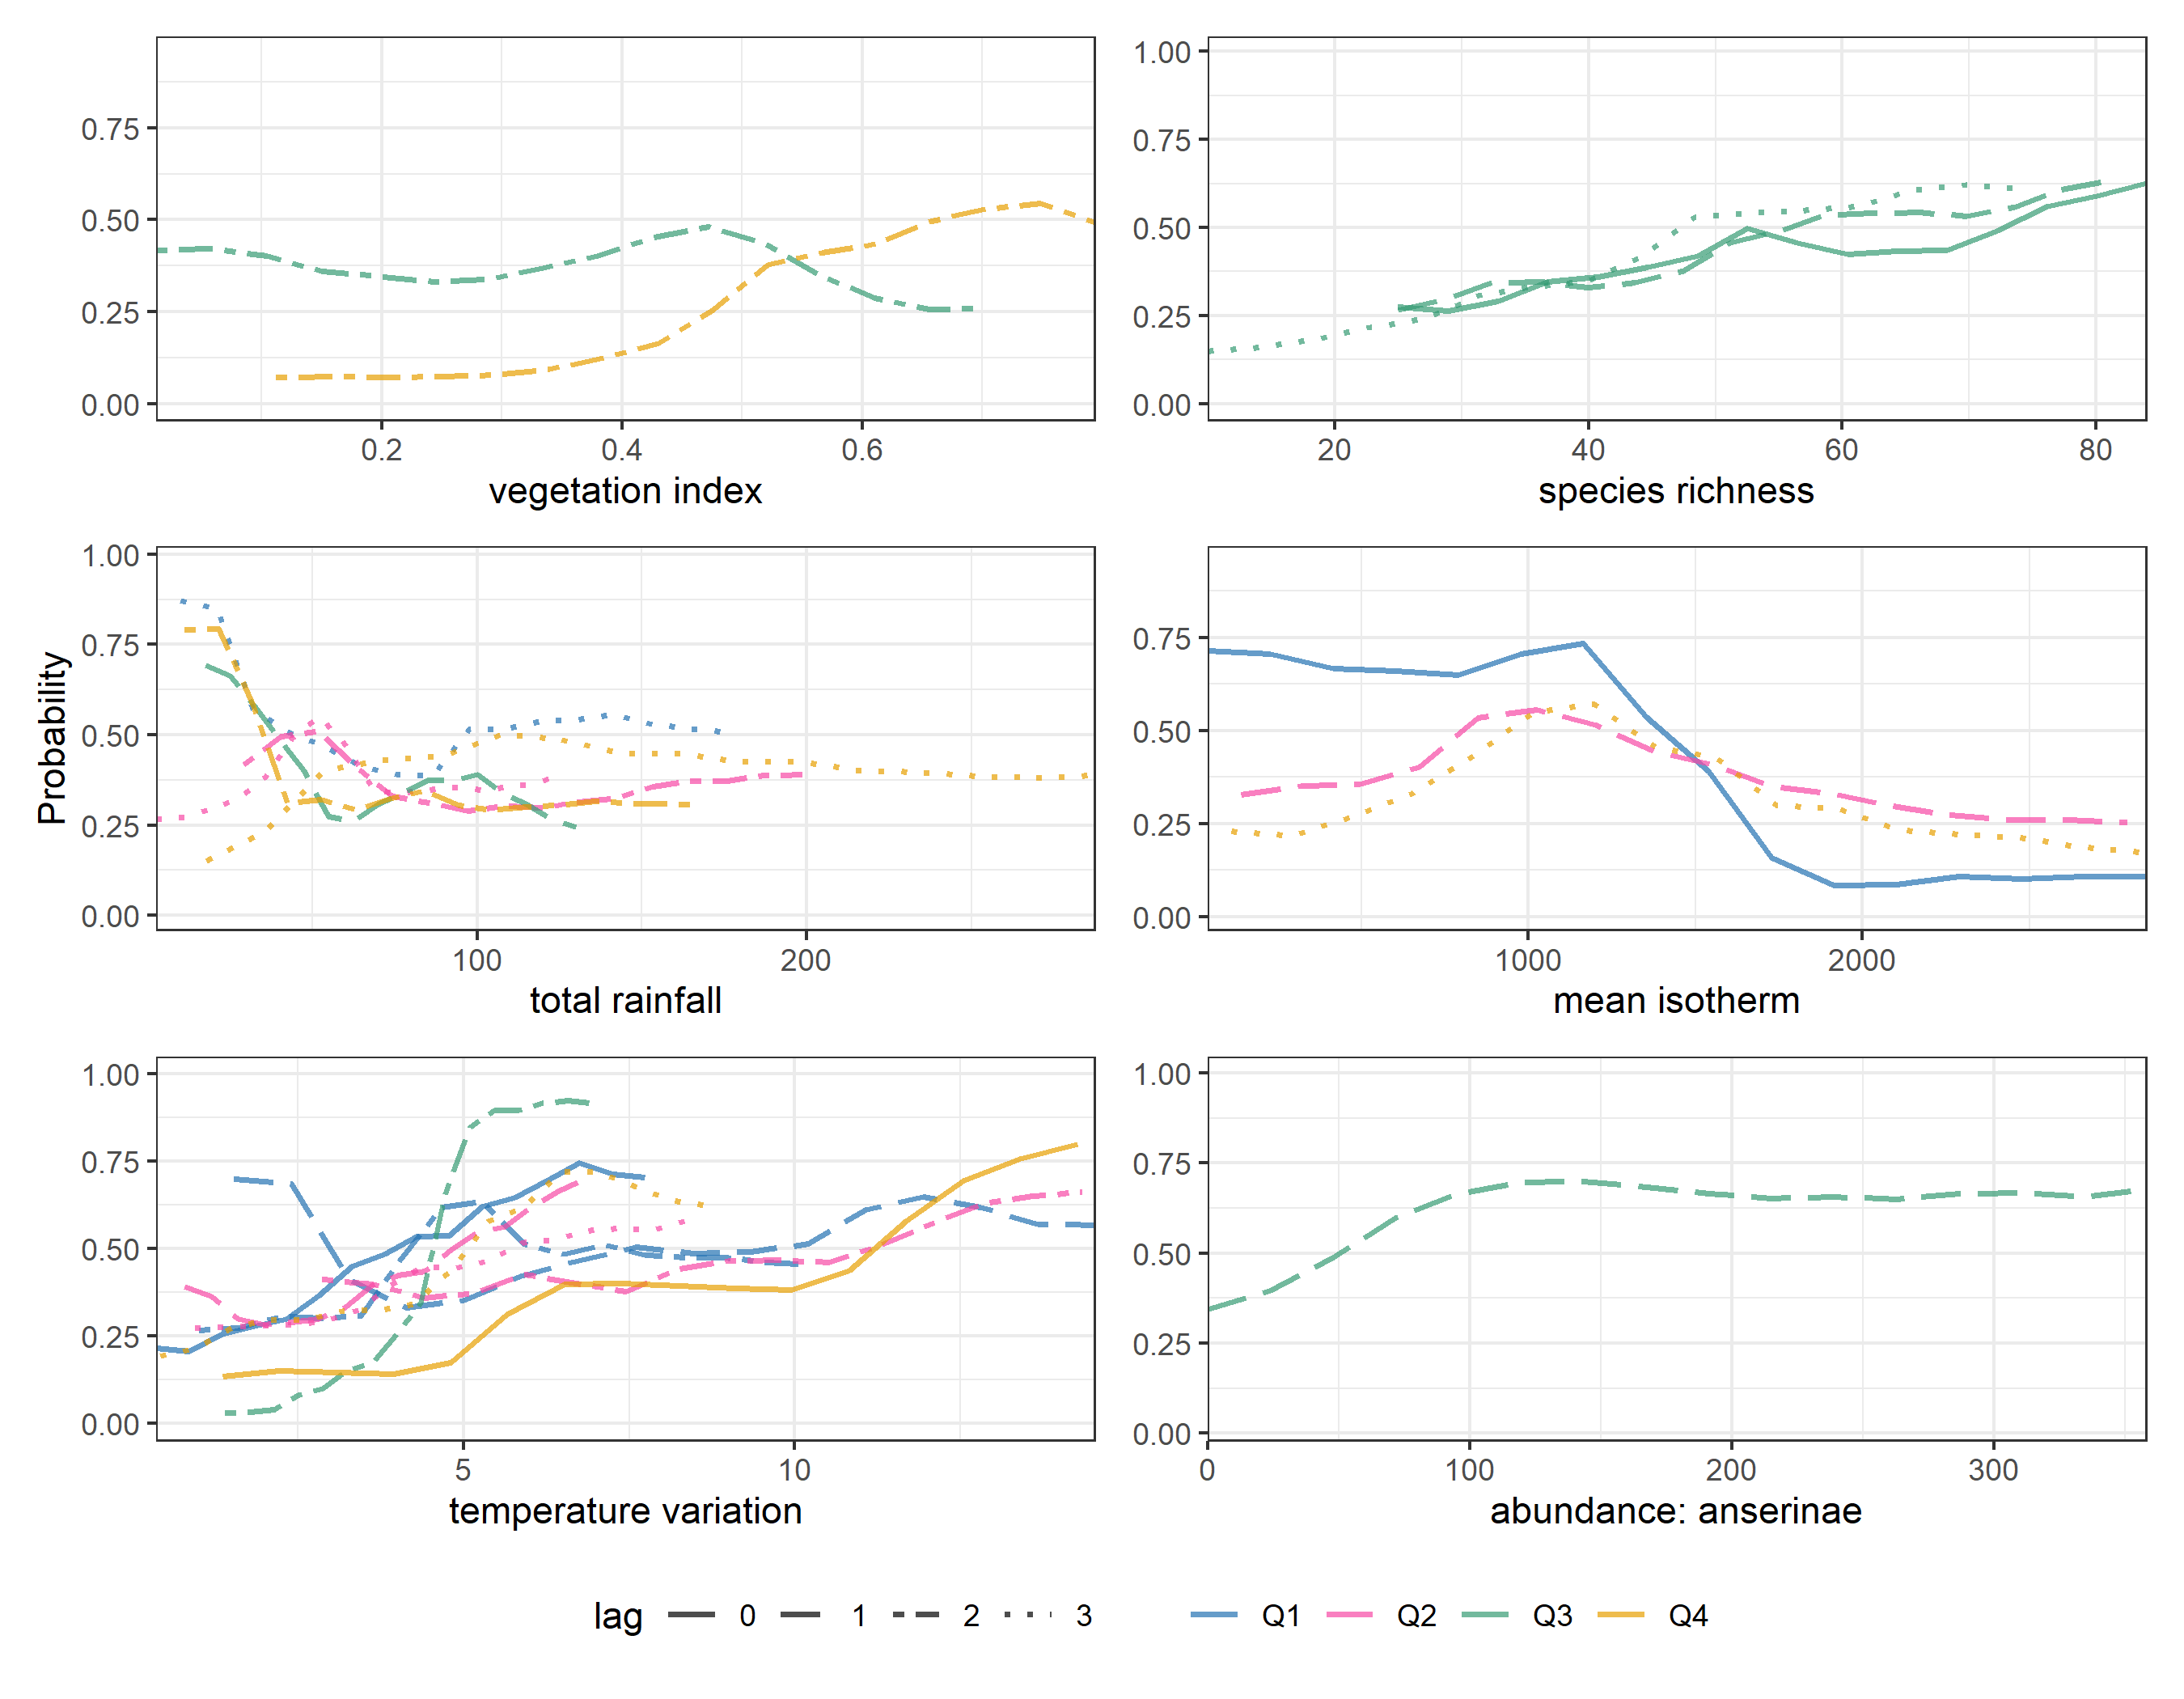 0.75
0.50
0.25
0.00
0.2 0.4 0.6
vegetation index
1.00
0.75
0.50
0.25
0.00
20 40 60 80
species richness
Probability
1.00
0.75
0.50
0.25
0.00
100 200
total rainfall
0.75
0.50
0.25
0.00
1000 2000
mean isotherm
1.00
0.75
0.50
0.25
0.00
5 10
temperature variation
1.00
0.75
0.50
0.25
0.00
0 100 200 300
abundance: anserinae
lag 0 1 2 3 Q1 Q2 Q3 Q4